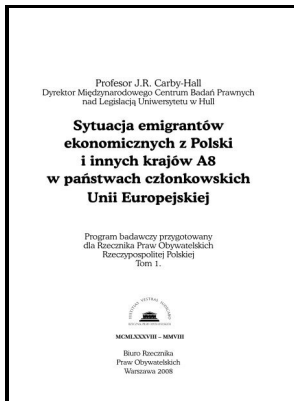 Profesor J.R. Carby-Hall
Dyrektor Międzynarodowego Centrum Badań Prawnych
nad Legislacją Uniwersytetu w Hull
Sytuacja emigrantów
ekonomicznych z Polski
i innych krajów A8
w państwach członkowskich
Unii Europejskiej
Program badawczy przygotowany
dla Rzecznika Praw Obywatelskich
Rzeczypospolitej Polskiej
Tom 1.
MCMLXXXVIII – MMVIII
Biuro Rzecznika
Praw Obywatelskich
Warszawa 2008